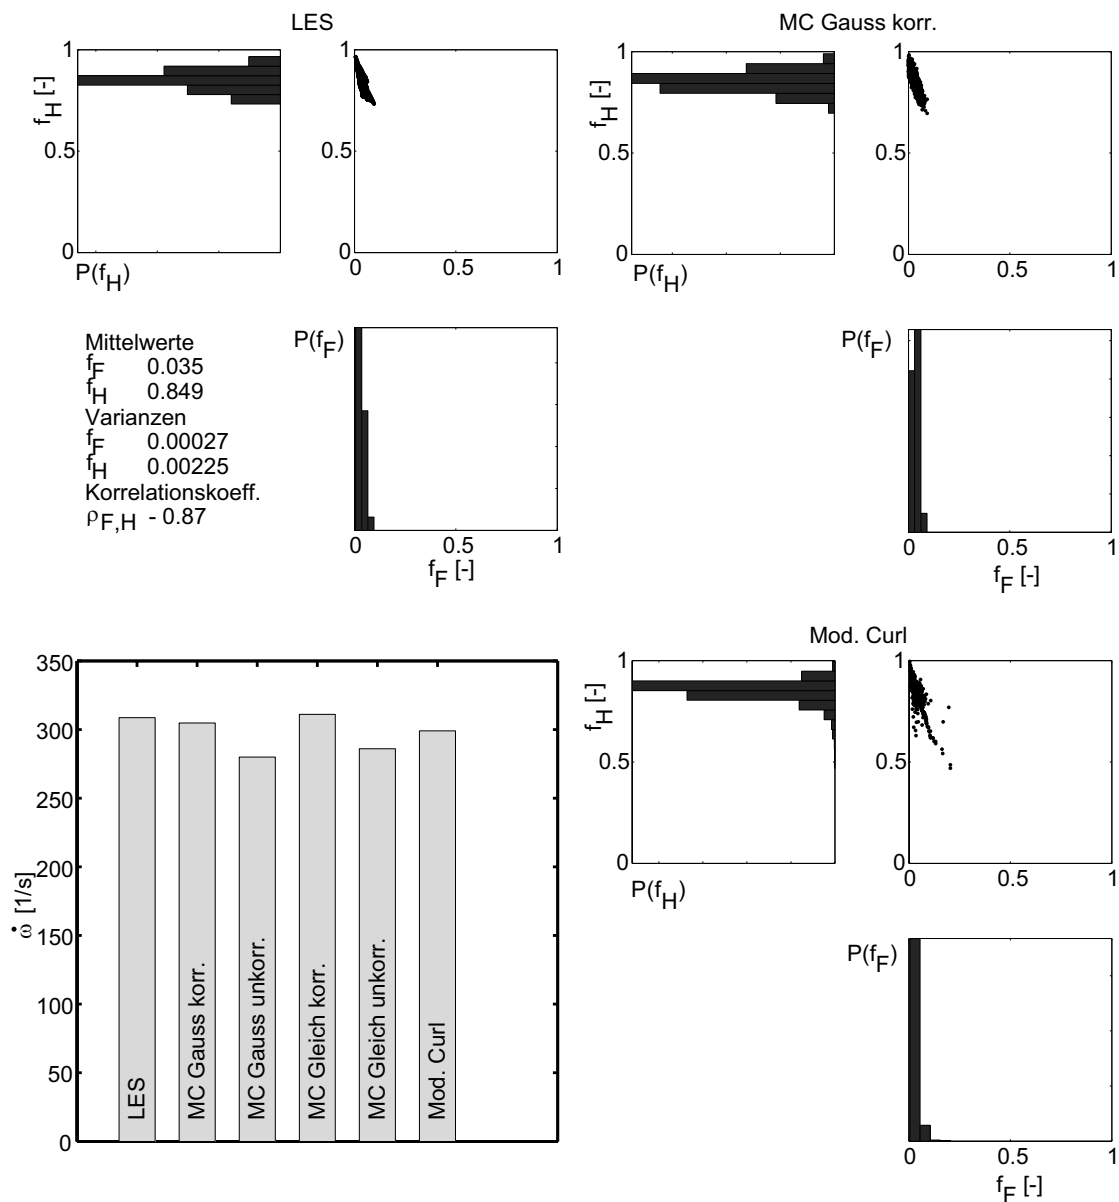 LES
1
f_H [-]
0.5
0
P(f_H)
1
0.5
0
0
0.5
1
P(f_F)
0
0.5
1
f_F [-]
Mittelwerte
f_F 0.035
f_H 0.849
Varianzen
f_F 0.00027
f_H 0.00225
Korrelationskoeff.
ρ_F,H - 0.87
MC Gauss korr.
1
f_H [-]
0.5
0
P(f_H)
1
0.5
0
0
0.5
1
P(f_F)
0
0.5
1
f_F [-]
350
300
250
200
150
100
50
0
ω̇ [1/s]
LES
MC Gauss korr.
MC Gauss unkorr.
MC Gleich korr.
MC Gleich unkorr.
Mod. Curl
Mod. Curl
1
f_H [-]
0.5
0
P(f_H)
1
0.5
0
0
0.5
1
P(f_F)
0
0.5
1
f_F [-]